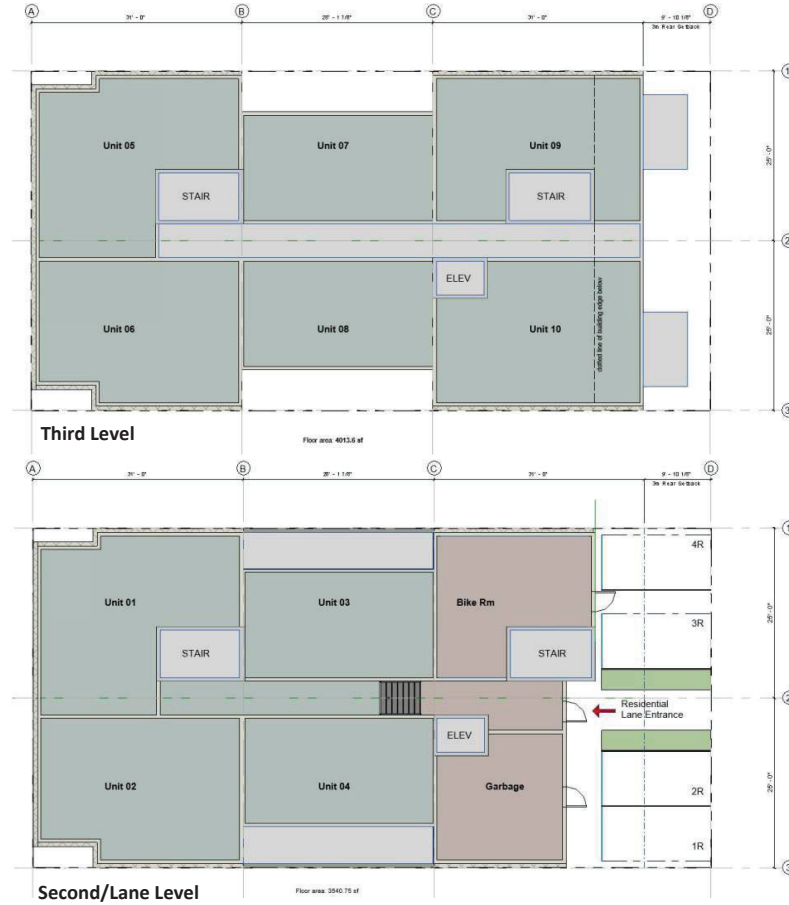 A B C D
31' - 0" 28' - 1 7/8" 31' - 0" 9' - 10 1/8"
3m Rear Setback
1
Unit 05 Unit 07 Unit 09
25' - 0"
STAIR STAIR
2
ELEV
Unit 06 Unit 08 Unit 10
dotted line of building edge below
25' - 0"
3
Third Level
Floor area: 4013.6 sf
A B C D
31' - 0" 28' - 1 7/8" 31' - 0" 9' - 10 1/8"
3m Rear Setback
1
4R
Unit 01 Unit 03 Bike Rm
25' - 0"
3R
STAIR STAIR
2
Residential
Lane Entrance
ELEV
Unit 02 Unit 04 Garbage
2R
25' - 0"
1R
3
Second/Lane Level
Floor area: 3540.75 sf